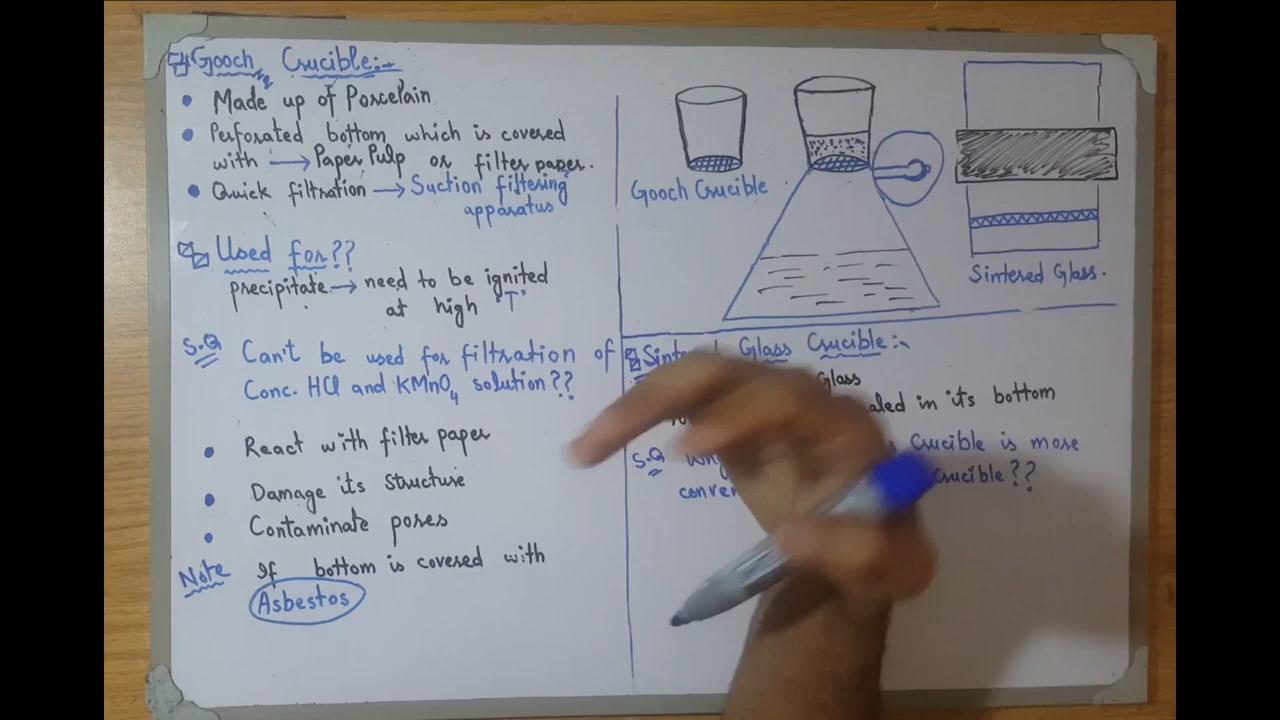 Gooch Crucible:-
Made up of Porcelain
Perforated bottom which is covered
with → Paper Pulp or filter paper.
Quick filtration → Suction filtering
apparatus
Used for??
precipitate → need to be ignited
at high "T"
S.Q Can't be used for filtration of
Conc. HCl and KMnO4 solution??
React with filter paper
Damage its structure
Contaminate pores
Note If bottom is covered with
Asbestos
Gooch Crucible
Sintered Glass.
Glass Crucible:-
Glass
in its bottom
S.Q Crucible is more
Crucible??